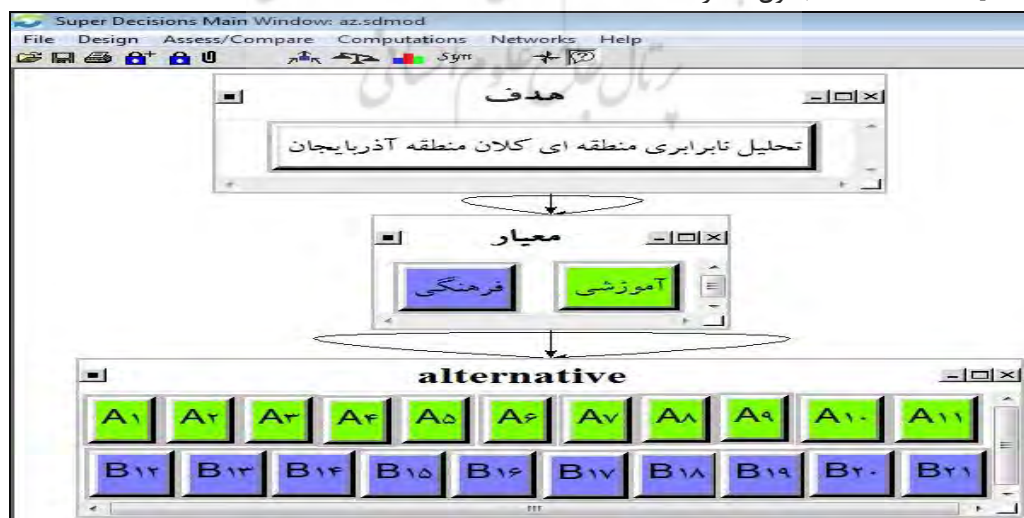 Super Decisions Main Window: az.sdmod
File Design Assess/Compare Computations Networks Help
Syn
هدف
تحلیل نابرابری منطقه ای کلان منطقه آذربایجان
معیار
فرهنگی آموزشی
alternative
A۱ A۲ A۳ A۴ A۵ A۶ A۷ A۸ A۹ A۱۰ A۱۱
B۱۲ B۱۳ B۱۴ B۱۵ B۱۶ B۱۷ B۱۸ B۱۹ B۲۰ B۲۱